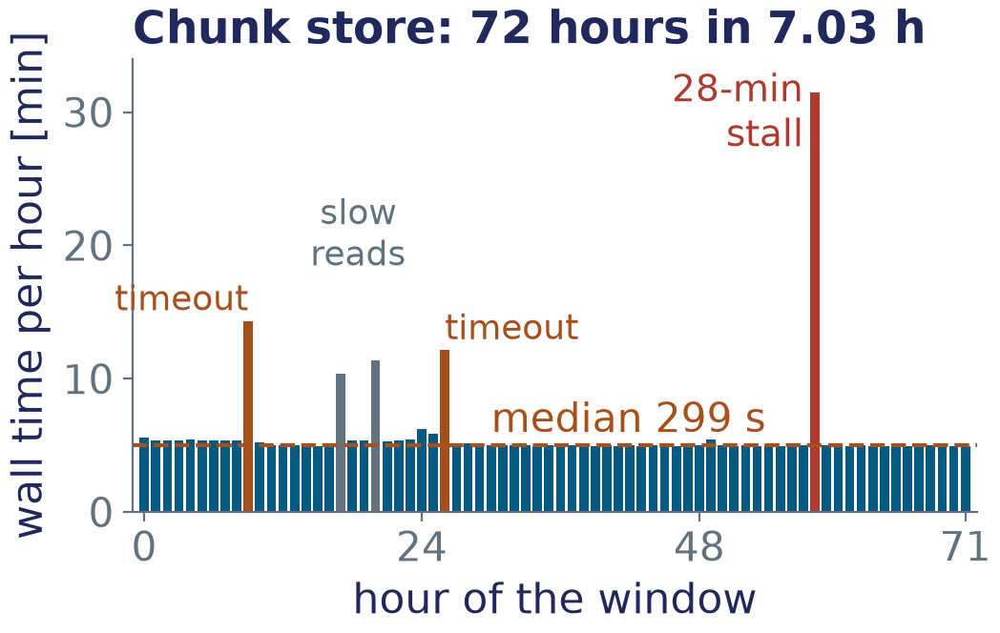 Chunk store: 72 hours in 7.03 h
wall time per hour [min]
30
20
10
0
28-min
stall
slow
reads
timeout
timeout
median 299 s
0
24
48
71
hour of the window